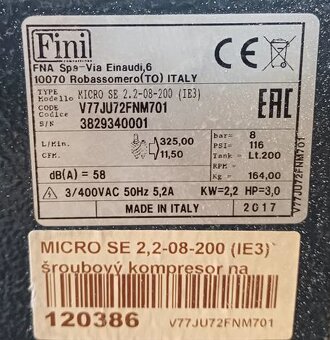 Fini
COMPRESSORS
FNA Spa-Via Einaudi,6
10070 Robassomero(TO) ITALY
CE
TYPE
Modello MICRO SE 2,2-08-200 (IE3)
CODE
Codice V77JU72FNM701
S/N 3829340001
EAC
L/Min. 325,00
CFM. 11,50
bar= 8
PSI= 116
Tank = Lt.200
RPM = -
Kg = 164,00
dB(A) = 58
3/400VAC 50Hz 5,2A KW=2,2 HP=3,0
MADE IN ITALY 2017
V77JU72FNM701
MICRO SE 2,2-08-200 (IE3)
šroubový kompresor na
120386 V77JU72FNM701